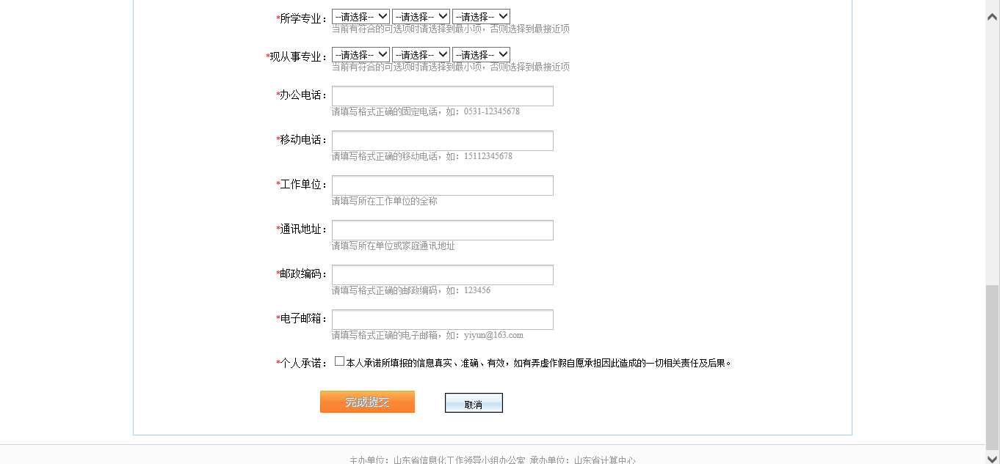 *所学专业： --请选择-- --请选择-- --请选择--
当前有符合的可选项时请选择到最小项，否则选择到最接近项
*现从事专业： --请选择-- --请选择-- --请选择--
当前有符合的可选项时请选择到最小项，否则选择到最接近项
*办公电话：
请填写格式正确的固定电话，如：0531-12345678
*移动电话：
请填写格式正确的移动电话，如：15112345678
*工作单位：
请填写所在工作单位的全称
*通讯地址：
请填写所在单位或家庭通讯地址
*邮政编码：
请填写格式正确的邮政编码，如：123456
*电子邮箱：
请填写格式正确的电子邮箱，如：yiyun@163.com
*个人承诺： 本人承诺所填报的信息真实、准确、有效，如有弄虚作假自愿承担因此造成的一切相关责任及后果。
完成提交 取消
主办单位：山东省信息化工作领导小组办公室 承办单位：山东省计算中心